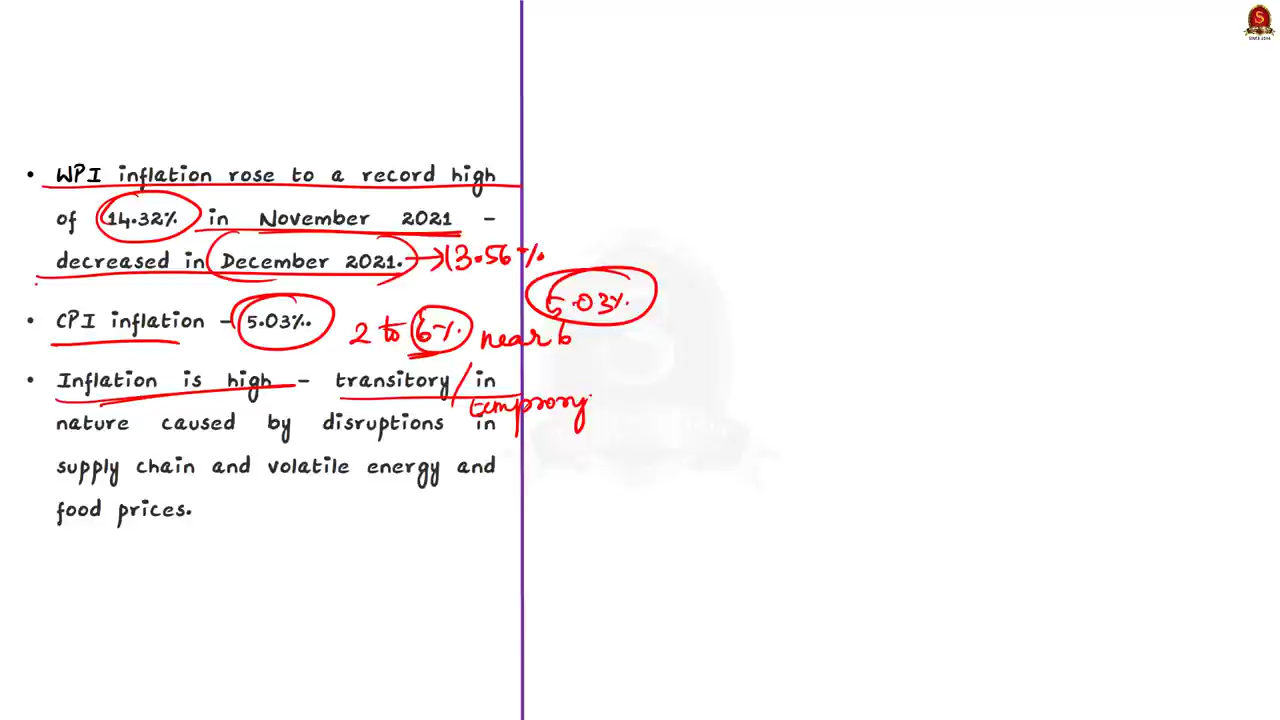 • WPI inflation rose to a record high
of 14.32% in November 2021 -
decreased in December 2021. → 13.56%
5.03%
• CPI inflation - 5.03%. 2 to 6% near 6
• Inflation is high - transitory / in
temprory
nature caused by disruptions in
supply chain and volatile energy and
food prices.